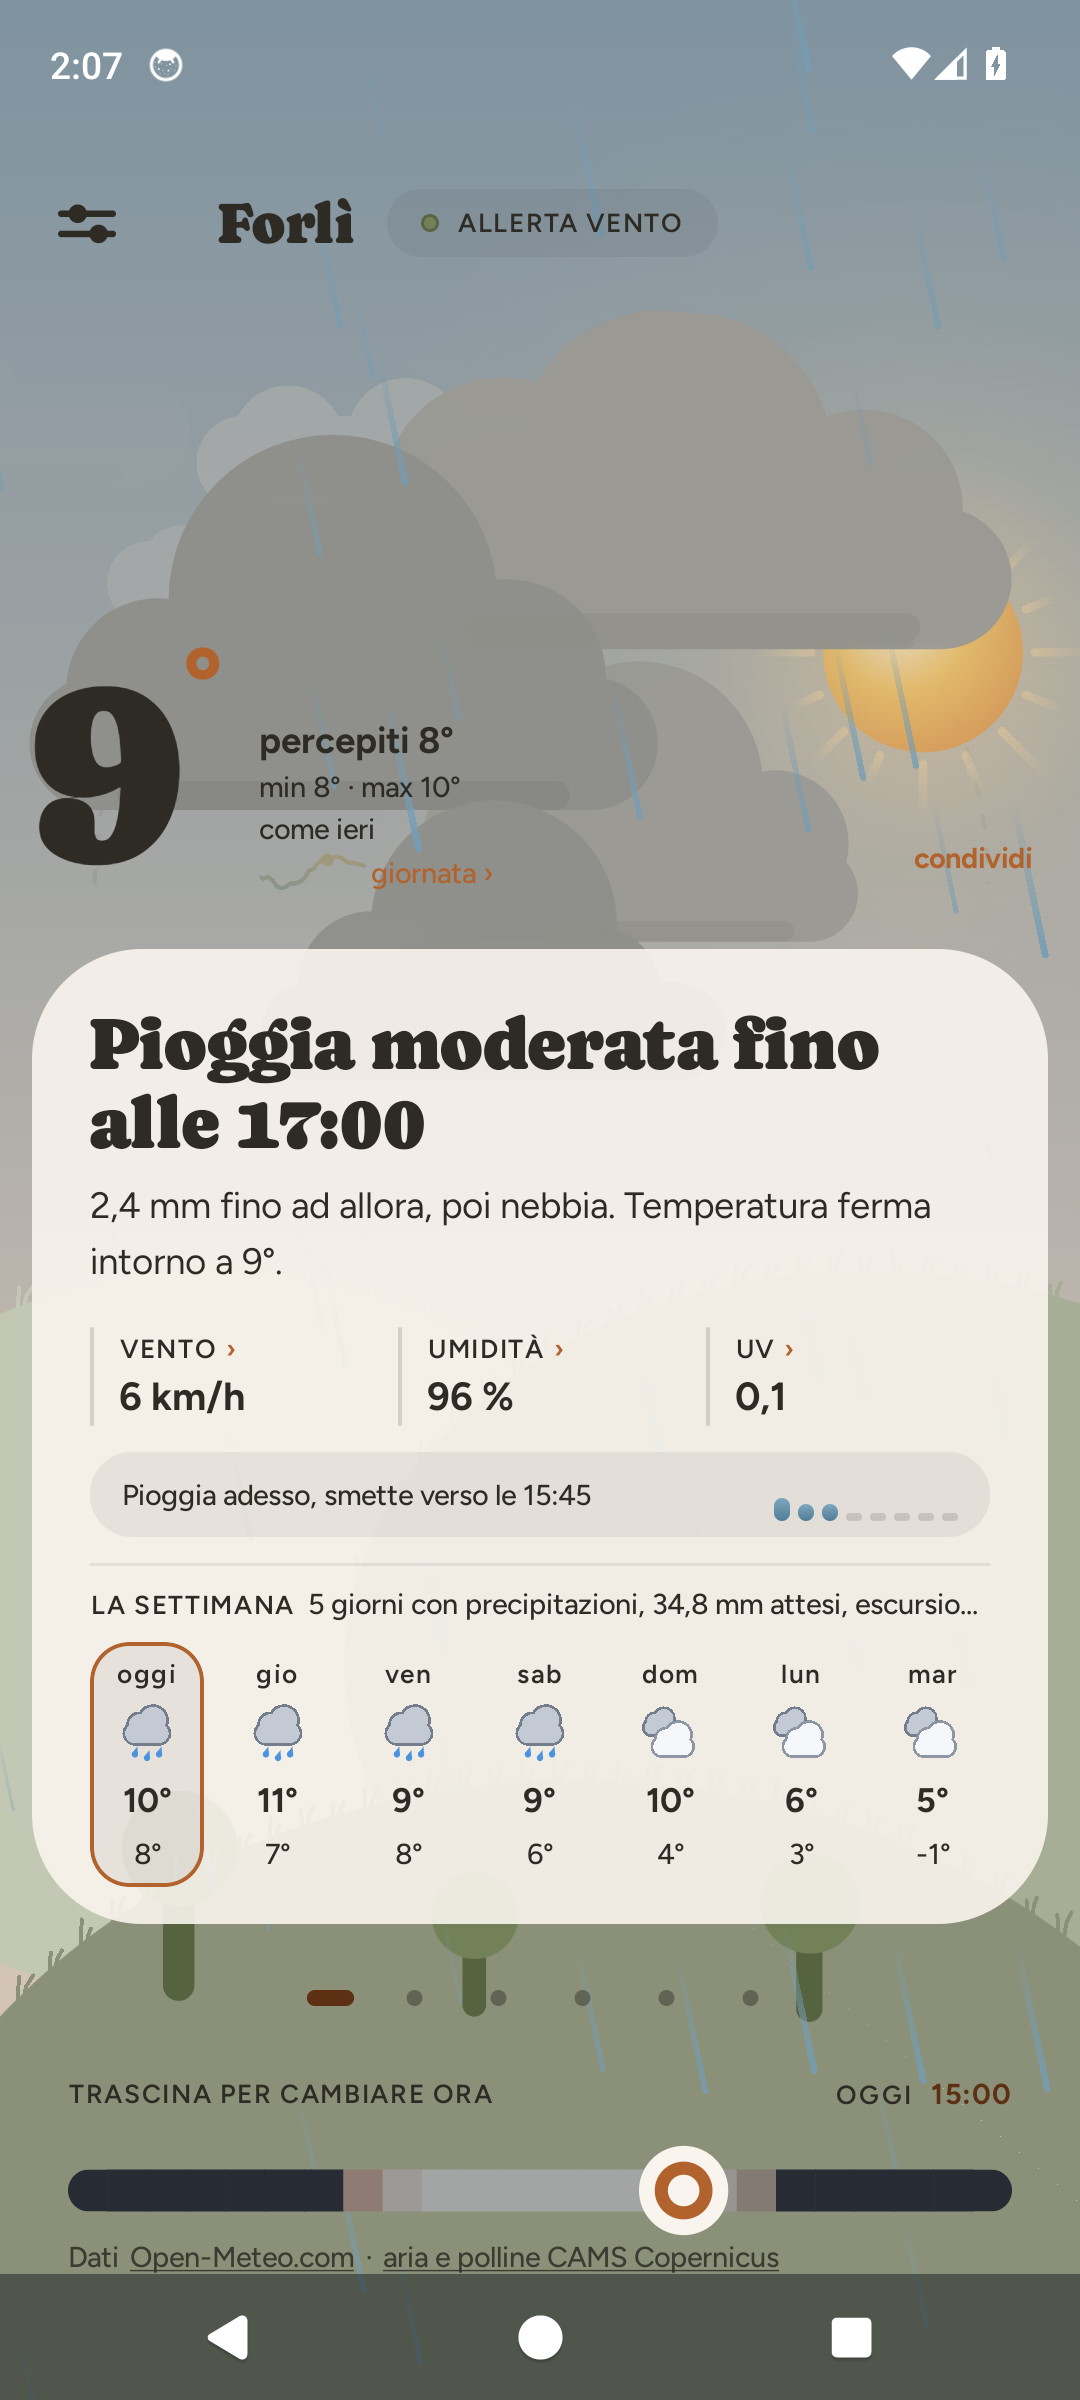 2:07
Forlì
ALLERTA VENTO
9°
percepiti 8°
min 8° · max 10°
come ieri
giornata ›
condividi
Pioggia moderata fino
alle 17:00
2,4 mm fino ad allora, poi nebbia. Temperatura ferma
intorno a 9°.
VENTO › UMIDITÀ › UV ›
6 km/h 96 % 0,1
Pioggia adesso, smette verso le 15:45
LA SETTIMANA 5 giorni con precipitazioni, 34,8 mm attesi, escursio...
oggi gio ven sab dom lun mar
10° 11° 9° 9° 10° 6° 5°
8° 7° 8° 6° 4° 3° -1°
TRASCINA PER CAMBIARE ORA OGGI 15:00
Dati Open-Meteo.com · aria e polline CAMS Copernicus